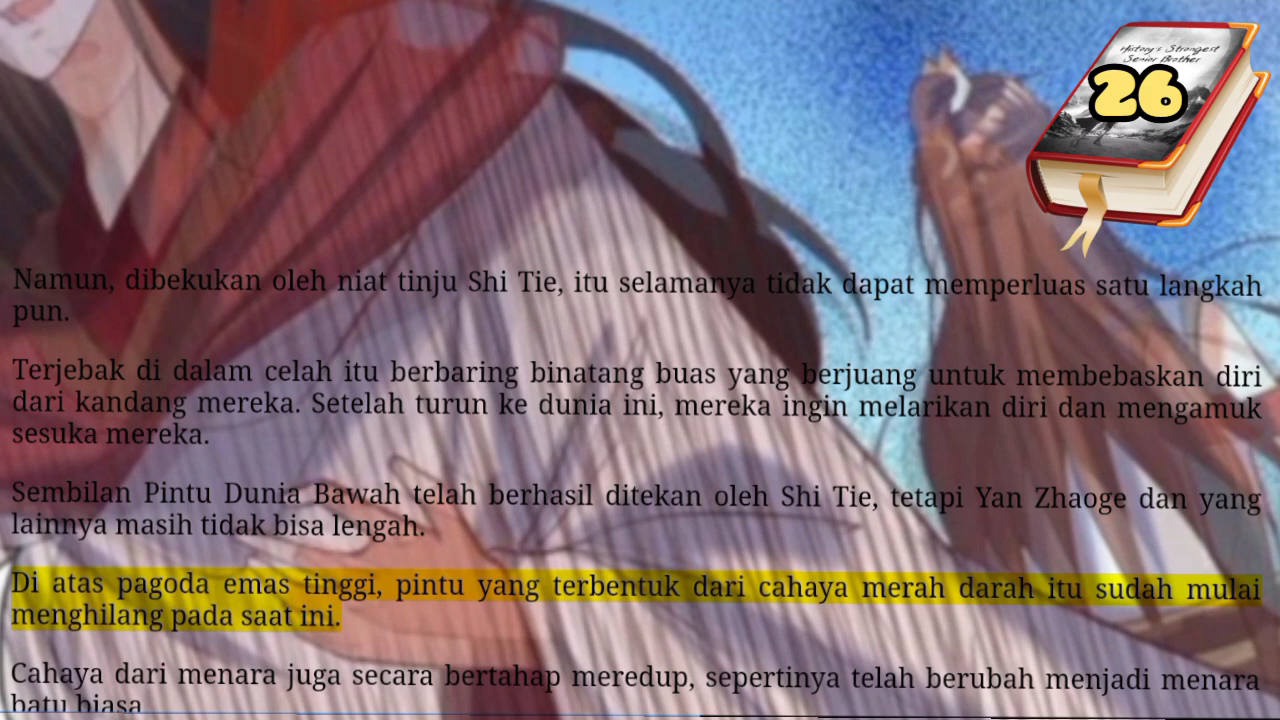 History's Strongest
Senior Brother
26
Namun, dibekukan oleh niat tinju Shi Tie, itu selamanya tidak dapat memperluas satu langkah
pun.
Terjebak di dalam celah itu berbaring binatang buas yang berjuang untuk membebaskan diri
dari kandang mereka. Setelah turun ke dunia ini, mereka ingin melarikan diri dan mengamuk
sesuka mereka.
Sembilan Pintu Dunia Bawah telah berhasil ditekan oleh Shi Tie, tetapi Yan Zhaoge dan yang
lainnya masih tidak bisa lengah.
Di atas pagoda emas tinggi, pintu yang terbentuk dari cahaya merah darah itu sudah mulai
menghilang pada saat ini.
Cahaya dari menara juga secara bertahap meredup, sepertinya telah berubah menjadi menara
batu biasa